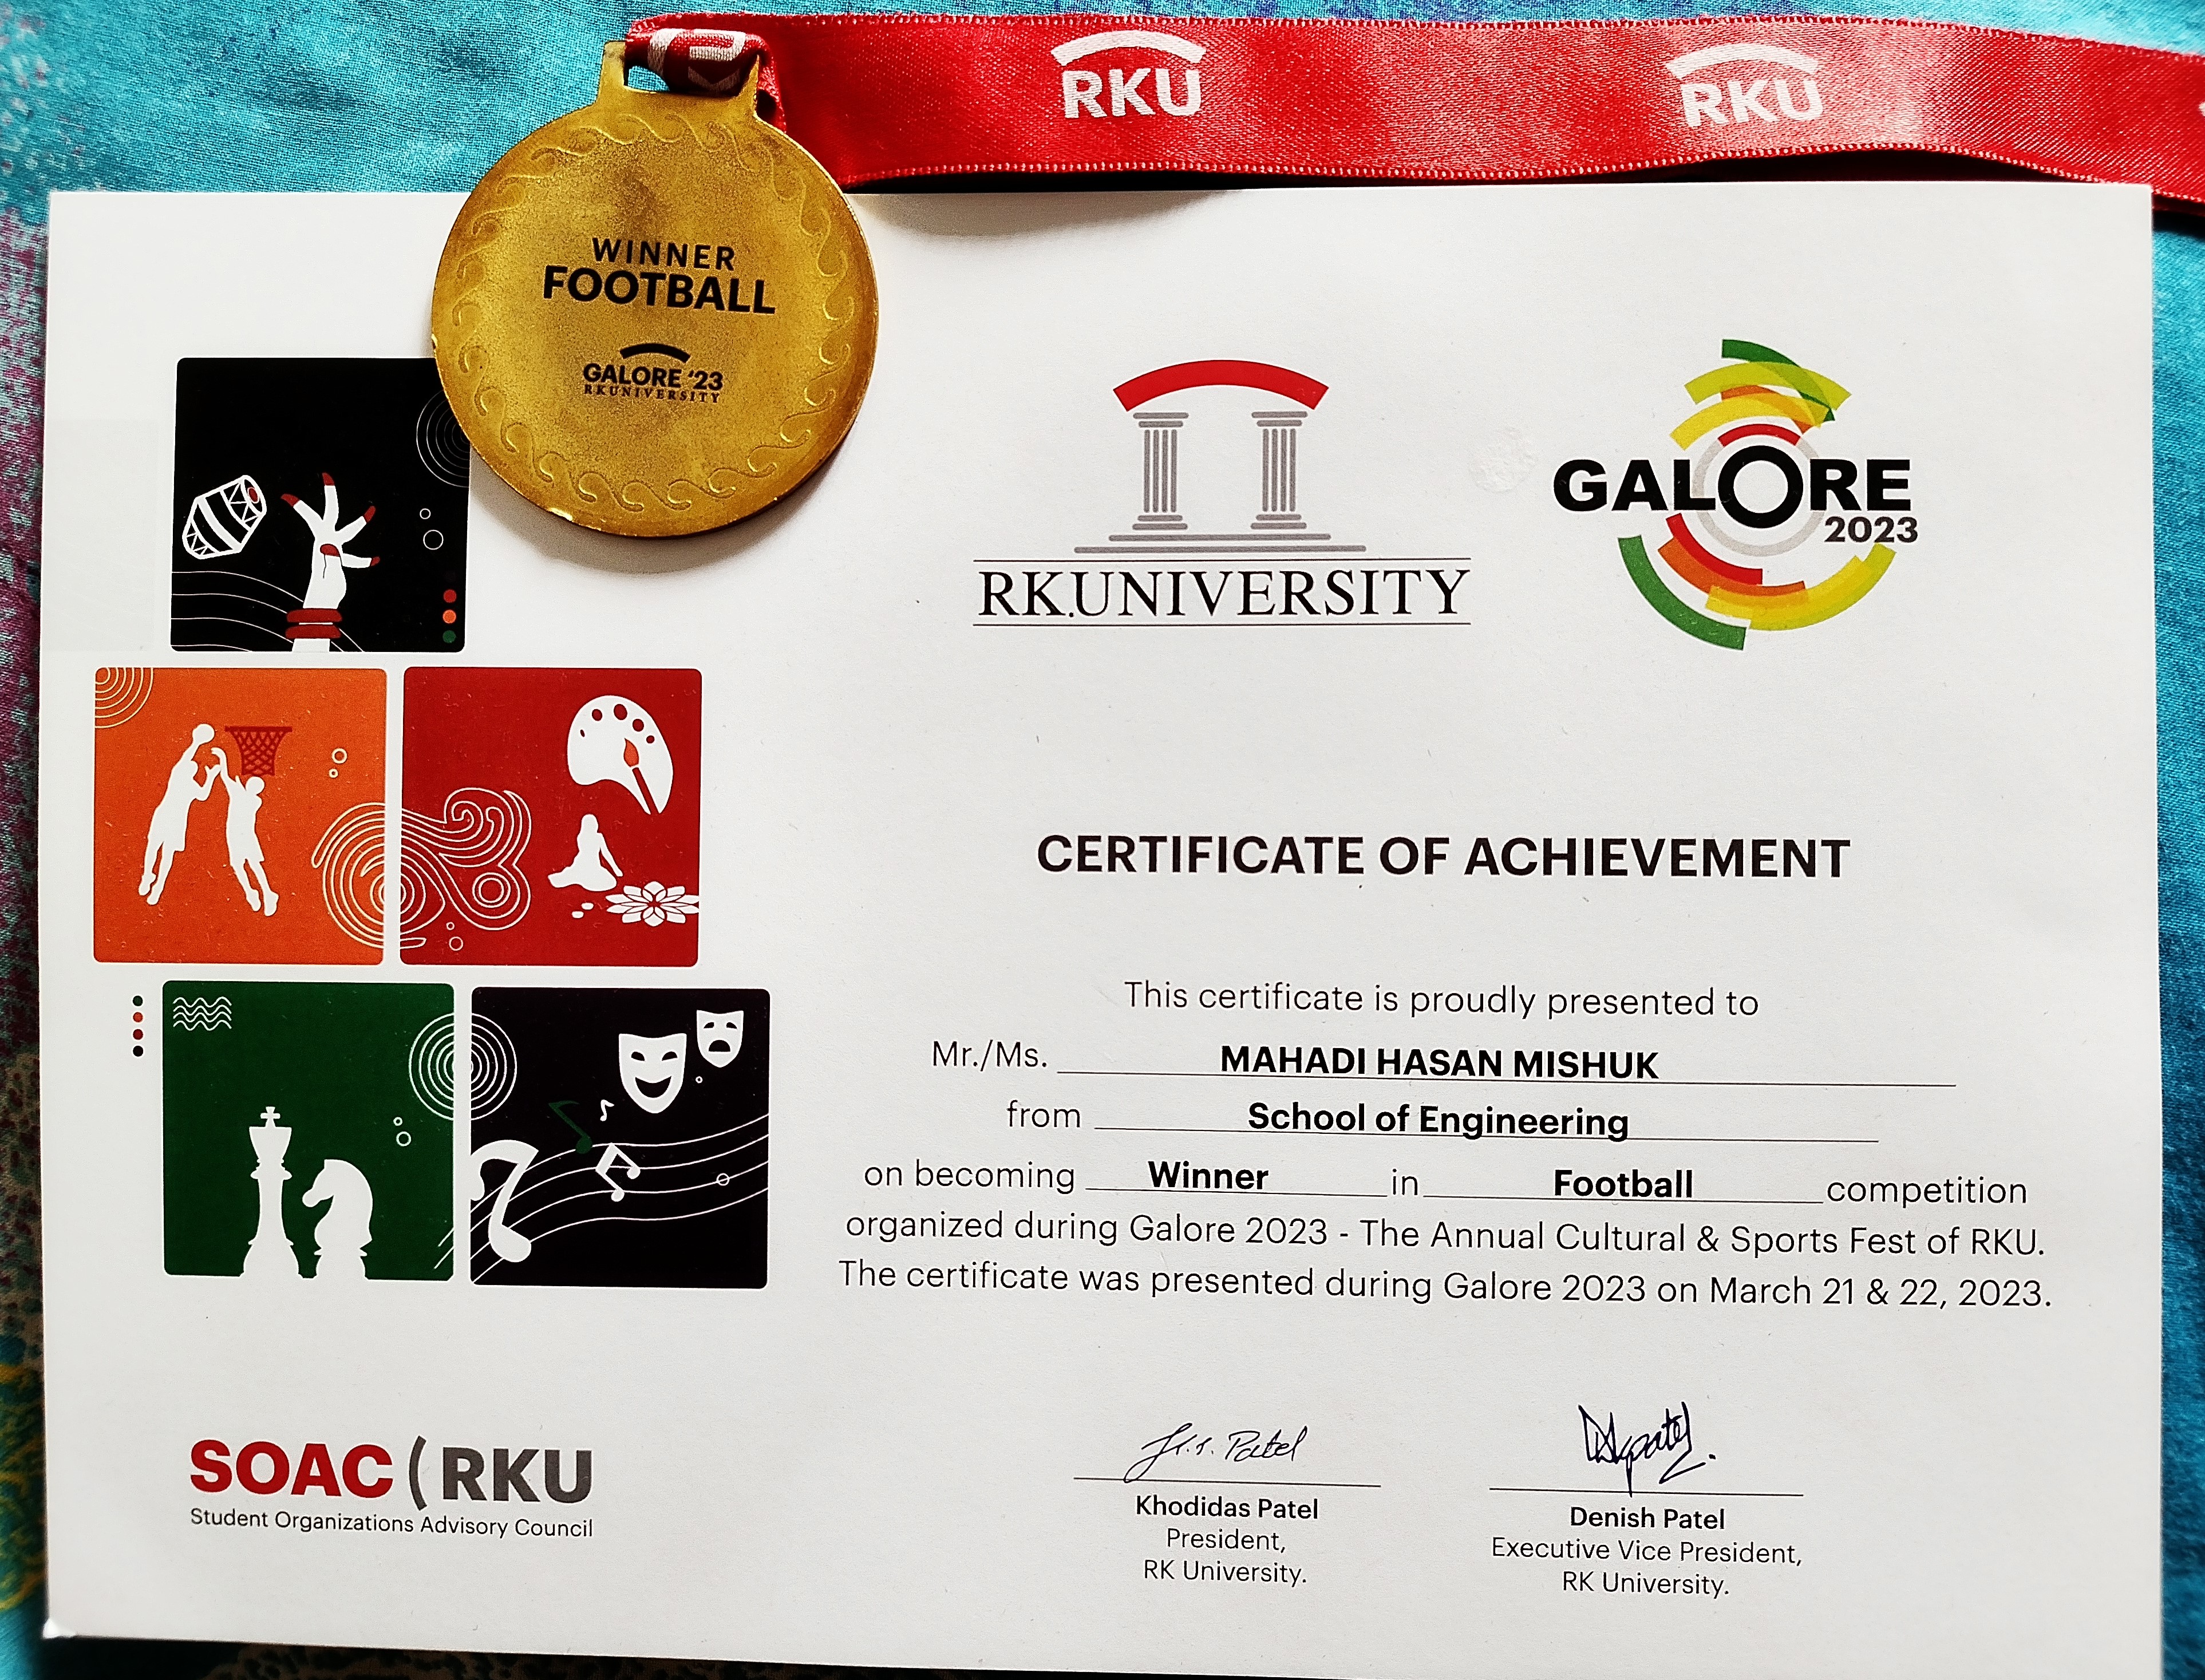 RKU
RKU
WINNER
FOOTBALL
GALORE '23
RKUNIVERSITY
RK.UNIVERSITY
GALORE
2023
CERTIFICATE OF ACHIEVEMENT
This certificate is proudly presented to
Mr./Ms. MAHADI HASAN MISHUK
from School of Engineering
on becoming Winner in Football competition
organized during Galore 2023 - The Annual Cultural & Sports Fest of RKU.
The certificate was presented during Galore 2023 on March 21 & 22, 2023.
SOAC ( RKU
Student Organizations Advisory Council
Patel
Khodidas Patel
President,
RK University.
Denish Patel
Executive Vice President,
RK University.